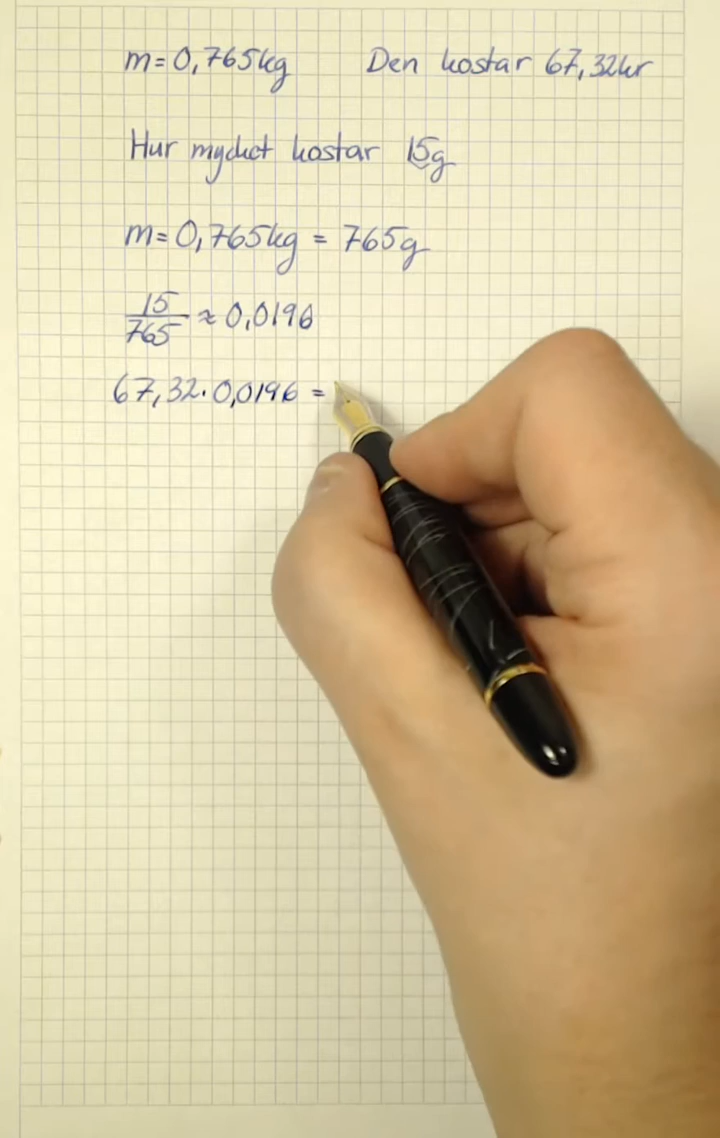 m = 0,765kg Den kostar 67,32kr
Hur mycket kostar 15g
m = 0,765kg = 765g
15/765 ≈ 0,0196
67,32 · 0,0196 =